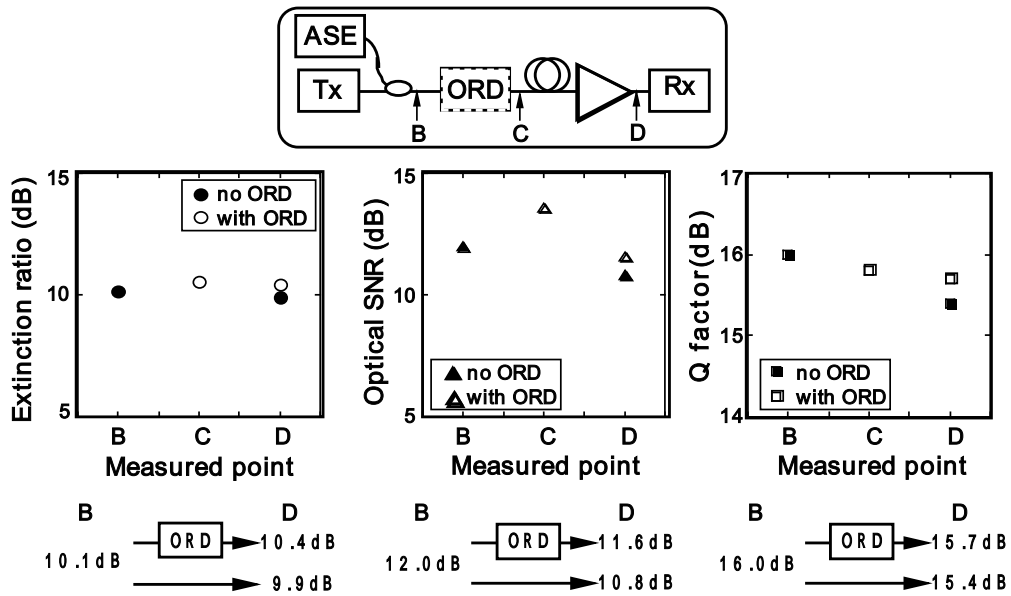 ASE
Tx
ORD
Rx
B
C
D
Extinction ratio (dB)
15
10
5
no ORD
with ORD
B
C
D
Measured point
Optical SNR (dB)
15
10
5
no ORD
with ORD
B
C
D
Measured point
Q factor(dB)
17
16
15
14
no ORD
with ORD
B
C
D
Measured point
B
D
ORD
10.1dB
10.4dB
9.9dB
B
D
ORD
12.0dB
11.6dB
10.8dB
B
D
ORD
16.0dB
15.7dB
15.4dB